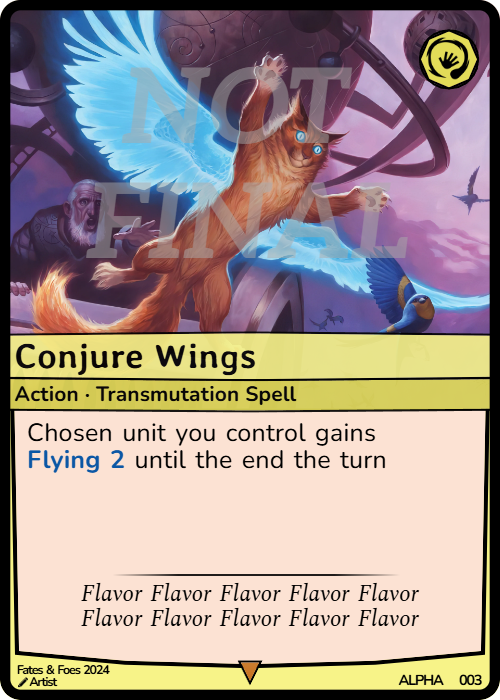 NOT
FINAL
Conjure Wings
Action · Transmutation Spell
Chosen unit you control gains
Flying 2 until the end the turn
Flavor Flavor Flavor Flavor Flavor
Flavor Flavor Flavor Flavor Flavor
Fates & Foes 2024
Artist
ALPHA 003